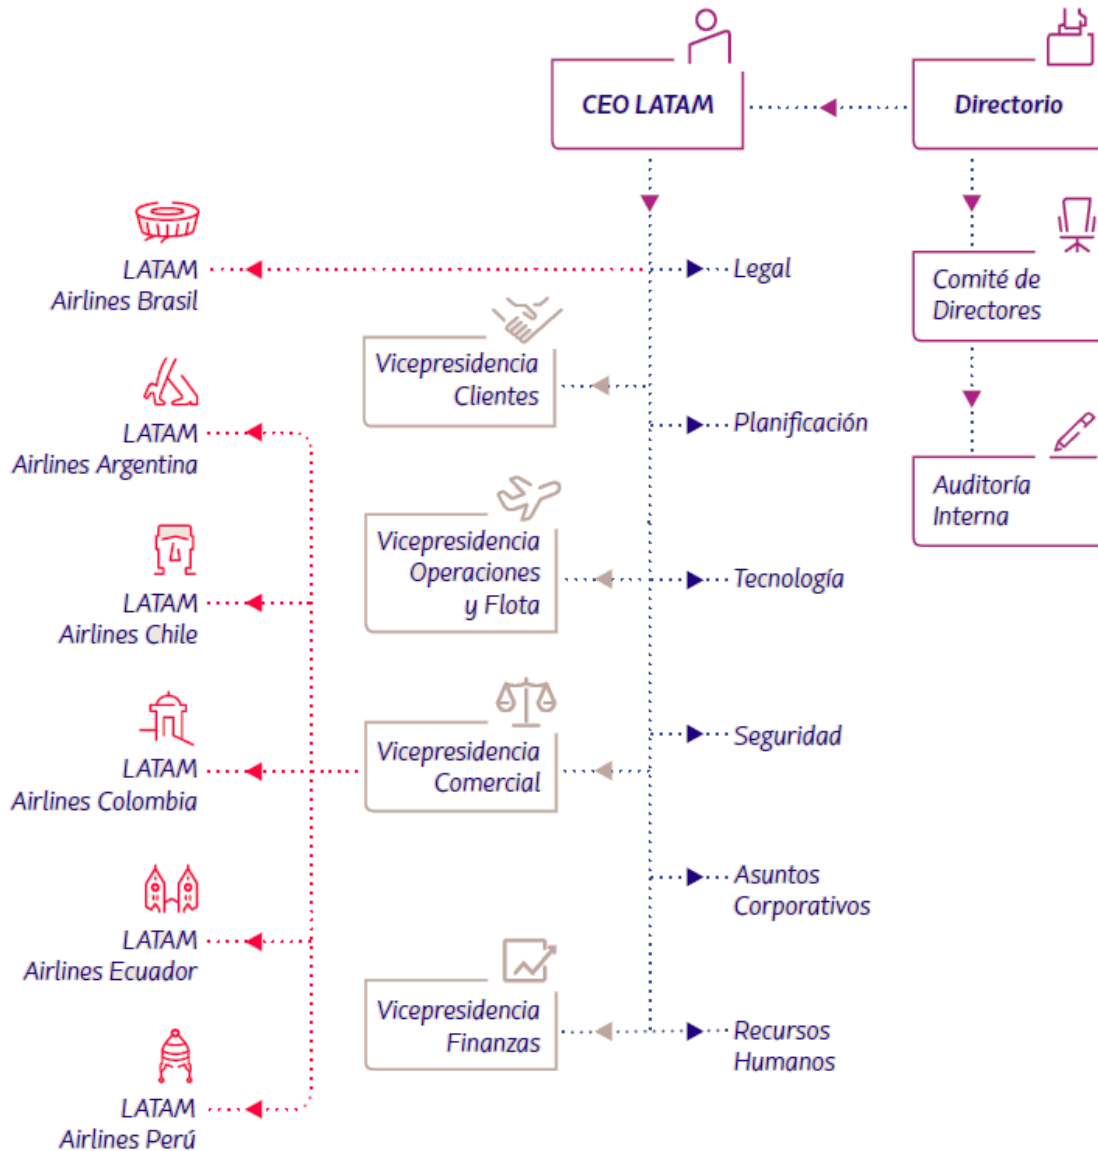 CEO LATAM
Directorio
LATAM
Airlines Brasil
Legal
Comité de
Directores
Vicepresidencia
Clientes
LATAM
Airlines Argentina
Planificación
Auditoría
Interna
Vicepresidencia
Operaciones
y Flota
LATAM
Airlines Chile
Tecnología
Vicepresidencia
Comercial
LATAM
Airlines Colombia
Seguridad
Asuntos
Corporativos
LATAM
Airlines Ecuador
Vicepresidencia
Finanzas
Recursos
Humanos
LATAM
Airlines Perú